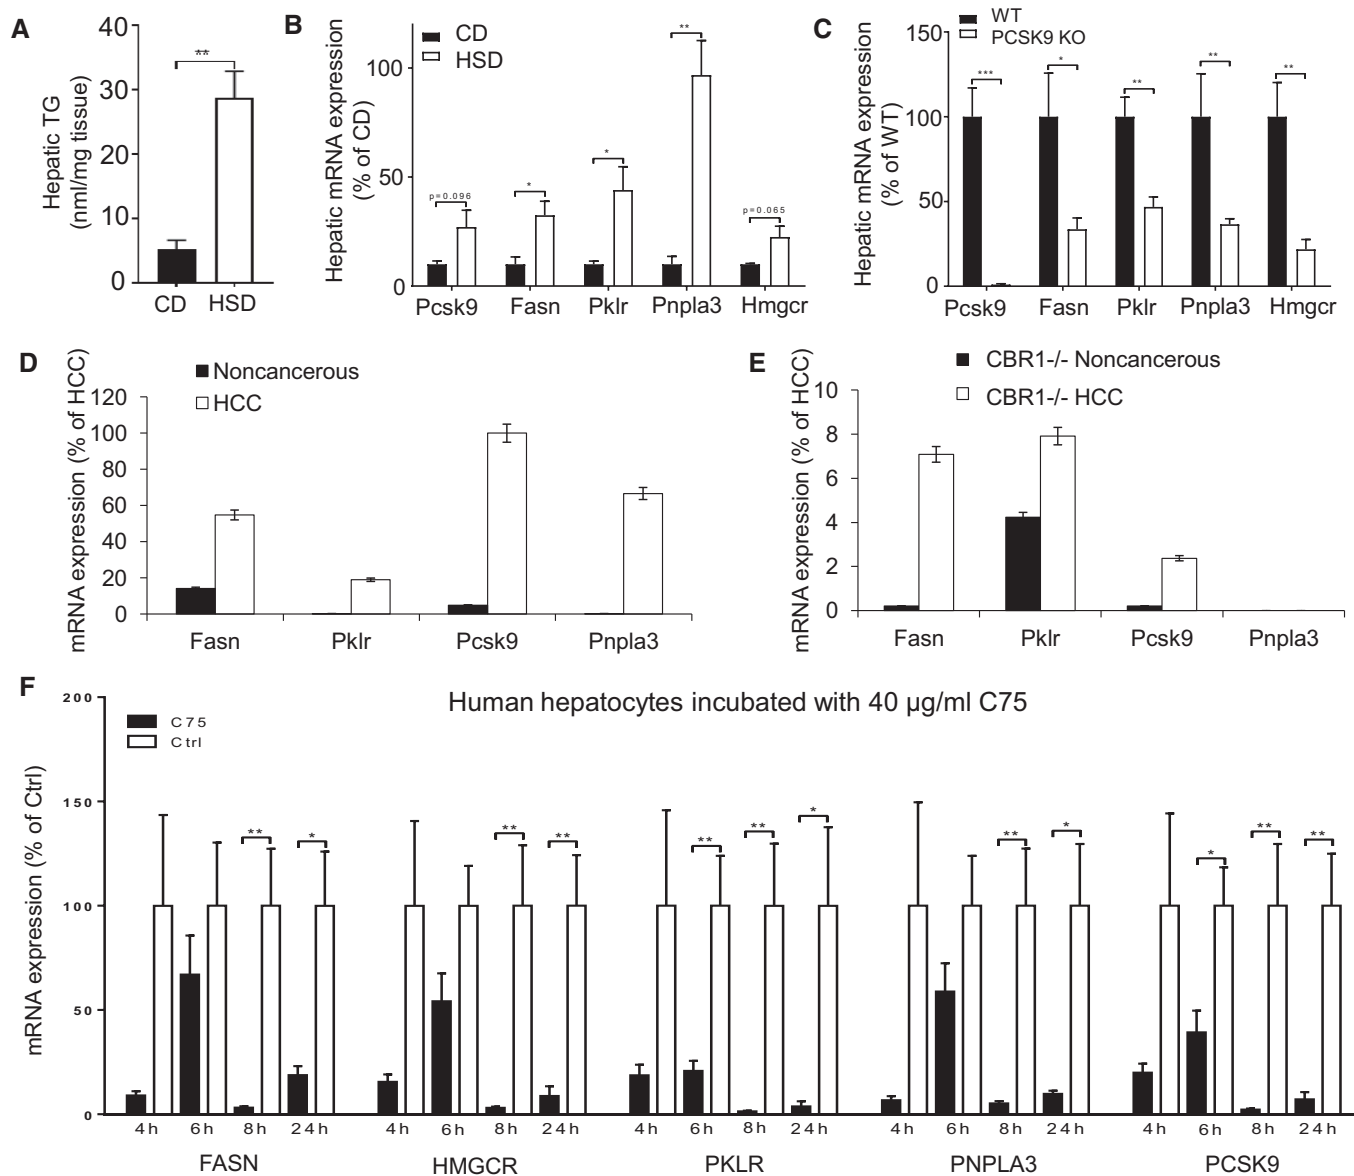 A
Hepatic TG
(nml/mg tissue)
40
30
20
10
0
**
CD HSD
B
Hepatic mRNA expression
(% of CD)
CD
HSD
100
50
0
p=0.096
*
*
**
p=0.065
Pcsk9 Fasn Pklr Pnpla3 Hmgcr
C
Hepatic mRNA expression
(% of WT)
WT
PCSK9 KO
150
100
50
0
***
*
**
**
**
Pcsk9 Fasn Pklr Pnpla3 Hmgcr
D
mRNA expression (% of HCC)
Noncancerous
HCC
120
100
80
60
40
20
0
Fasn Pklr Pcsk9 Pnpla3
E
mRNA expression (% of HCC)
CBR1-/- Noncancerous
CBR1-/- HCC
10
8
6
4
2
0
Fasn Pklr Pcsk9 Pnpla3
F
Human hepatocytes incubated with 40 µg/ml C75
mRNA expression (% of Ctrl)
C75
Ctrl
200
150
100
50
0
** *
** **
** ** *
** *
* ** **
4h 6h 8h 24h 4h 6h 8h 24h 4h 6h 8h 24h 4h 6h 8h 24h 4h 6h 8h 24h
FASN HMGCR PKLR PNPLA3 PCSK9